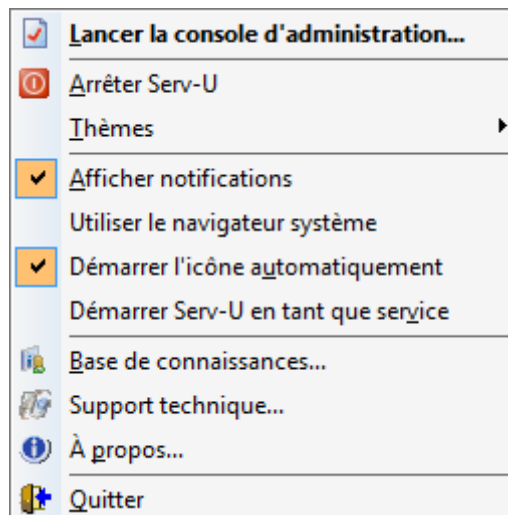 Lancer la console d'administration...
Arrêter Serv-U
Thèmes
Afficher notifications
Utiliser le navigateur système
Démarrer l'icône automatiquement
Démarrer Serv-U en tant que service
Base de connaissances...
Support technique...
À propos...
Quitter